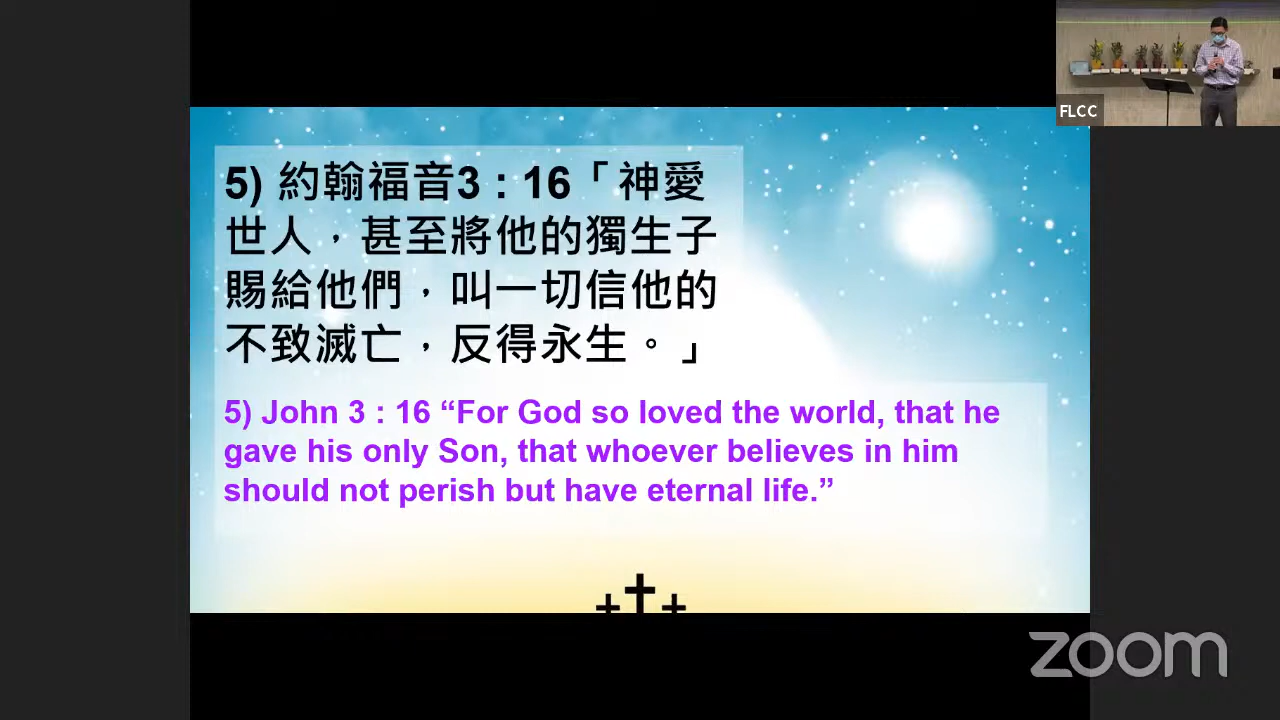 FLCC
5) 約翰福音3 : 16「神愛
世人，甚至將他的獨生子
賜給他們，叫一切信他的
不致滅亡，反得永生。」
5) John 3 : 16 “For God so loved the world, that he
gave his only Son, that whoever believes in him
should not perish but have eternal life.”
zoom